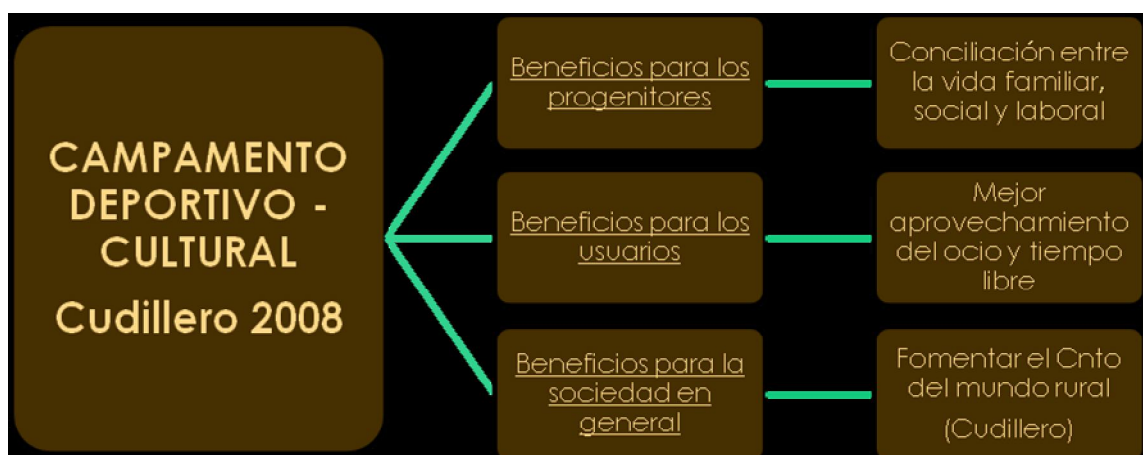 CAMPAMENTO
DEPORTIVO -
CULTURAL
Cudillero 2008
Beneficios para los
progenitores
Conciliación entre
la vida familiar,
social y laboral
Beneficios para los
usuarios
Mejor
aprovechamiento
del ocio y tiempo
libre
Beneficios para la
sociedad en
general
Fomentar el Cnto
del mundo rural
(Cudillero)